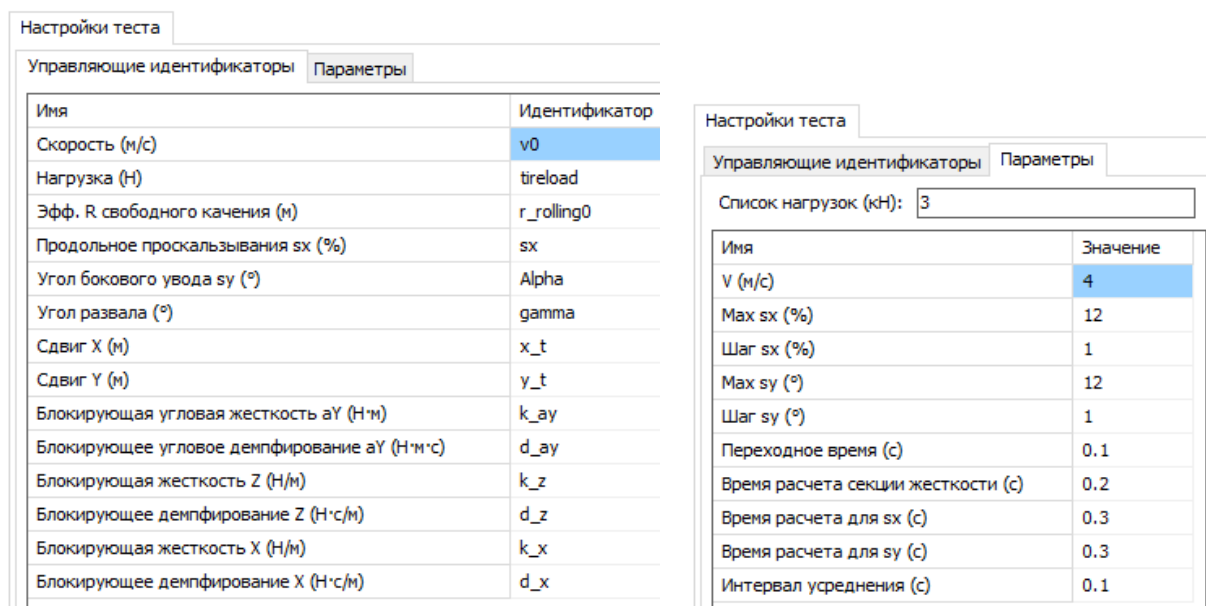 Настройки теста
Управляющие идентификаторы Параметры
Имя Идентификатор
Скорость (м/с) v0
Нагрузка (Н) tireload
Эфф. R свободного качения (м) r_rolling0
Продольное проскальзывания sx (%) sx
Угол бокового увода sy (°) Alpha
Угол развала (°) gamma
Сдвиг X (м) x_t
Сдвиг Y (м) y_t
Блокирующая угловая жесткость aY (Н·м) k_ay
Блокирующее угловое демпфирование aY (Н·м·с) d_ay
Блокирующая жесткость Z (Н/м) k_z
Блокирующее демпфирование Z (Н·с/м) d_z
Блокирующая жесткость X (Н/м) k_x
Блокирующее демпфирование X (Н·с/м) d_x
Настройки теста
Управляющие идентификаторы Параметры
Список нагрузок (кН): 3
Имя Значение
V (м/с) 4
Max sx (%) 12
Шаг sx (%) 1
Max sy (°) 12
Шаг sy (°) 1
Переходное время (с) 0.1
Время расчета секции жесткости (с) 0.2
Время расчета для sx (с) 0.3
Время расчета для sy (с) 0.3
Интервал усреднения (с) 0.1